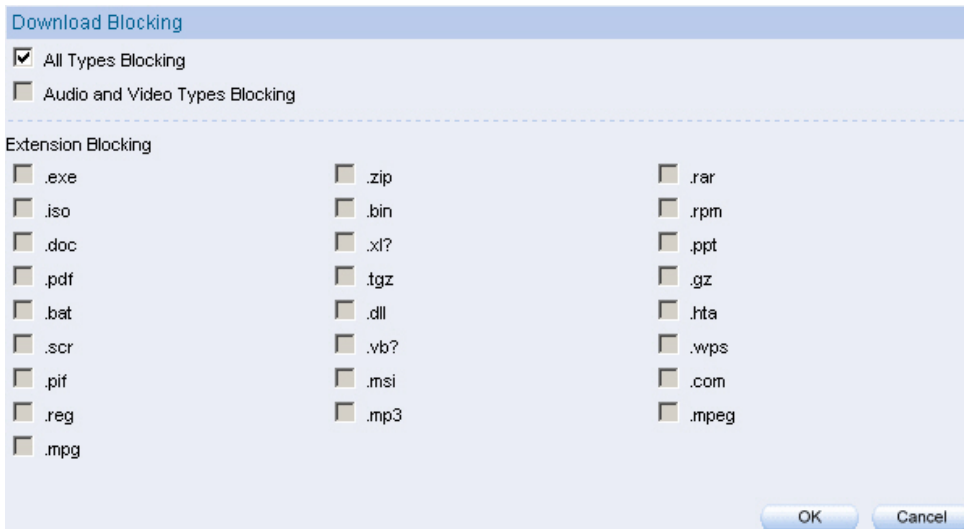 Download Blocking
All Types Blocking
Audio and Video Types Blocking
Extension Blocking
.exe .zip .rar
.iso .bin .rpm
.doc .xl? .ppt
.pdf .tgz .gz
.bat .dll .hta
.scr .vb? .wps
.pif .msi .com
.reg .mp3 .mpeg
.mpg
OK Cancel